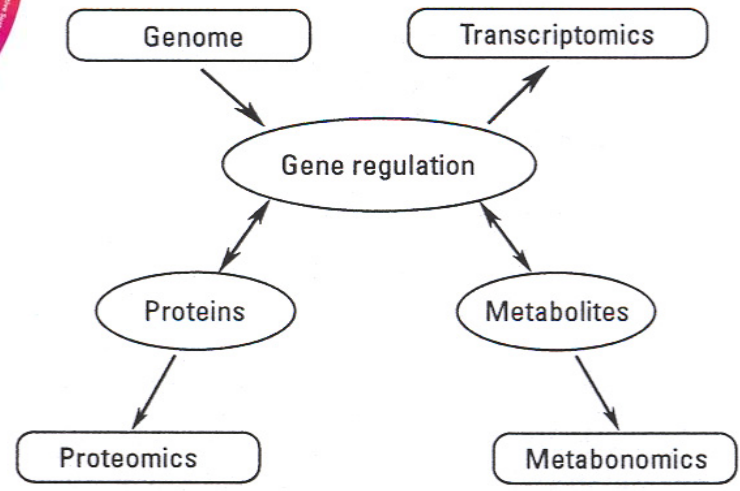 Genome
Transcriptomics
Gene regulation
Proteins
Metabolites
Proteomics
Metabonomics